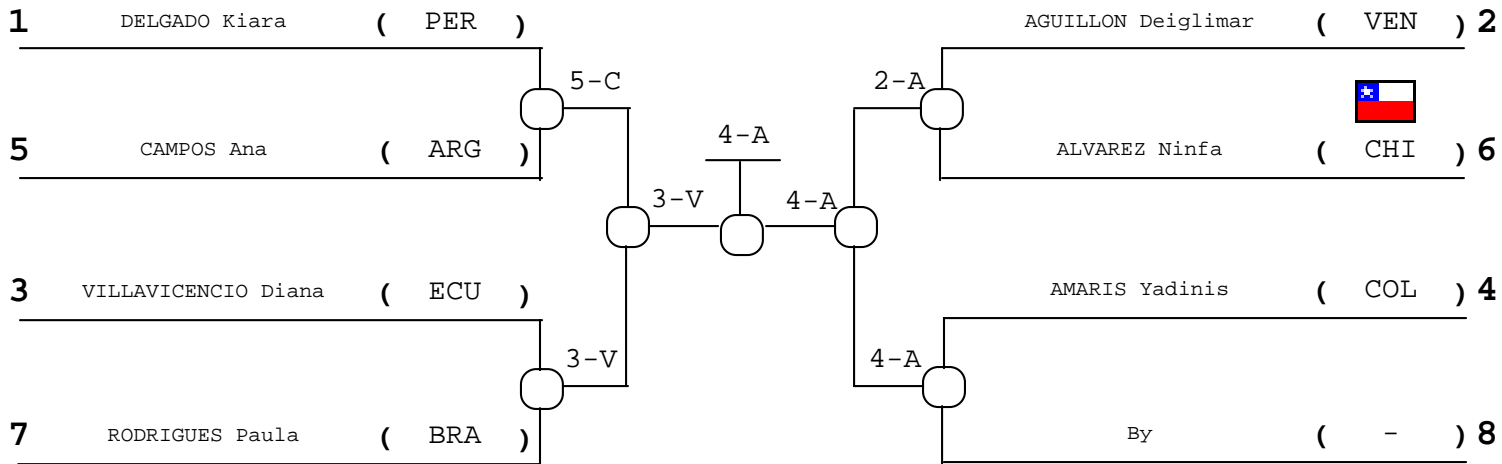 1 DELGADO Kiara ( PER )
AGUILLON Deiglimar ( VEN ) 2
5-C
2-A
5 CAMPOS Ana ( ARG )
4-A
ALVAREZ Ninfa ( CHI ) 6
3-V
4-A
3 VILLAVICENCIO Diana ( ECU )
AMARIS Yadinis ( COL ) 4
3-V
4-A
7 RODRIGUES Paula ( BRA )
By ( - ) 8